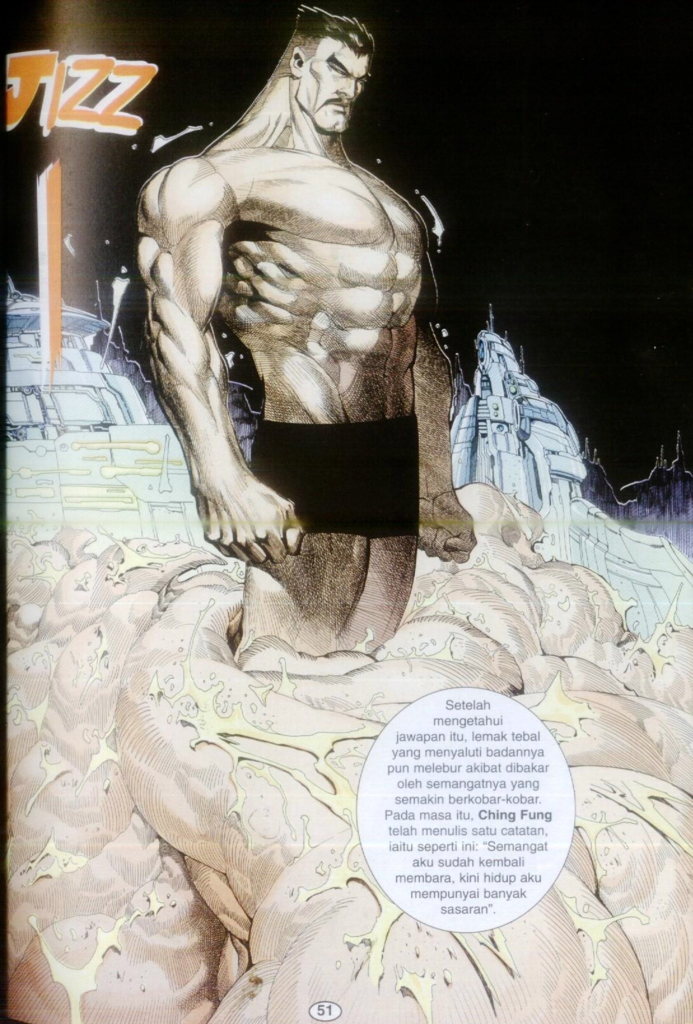 JIZZ
Setelah
mengetahui
jawapan itu, lemak tebal
yang menyaluti badannya
pun melebur akibat dibakar
oleh semangatnya yang
semakin berkobar-kobar.
Pada masa itu, Ching Fung
telah menulis satu catatan,
iaitu seperti ini: “Semangat
aku sudah kembali
membara, kini hidup aku
mempunyai banyak
sasaran”.
51